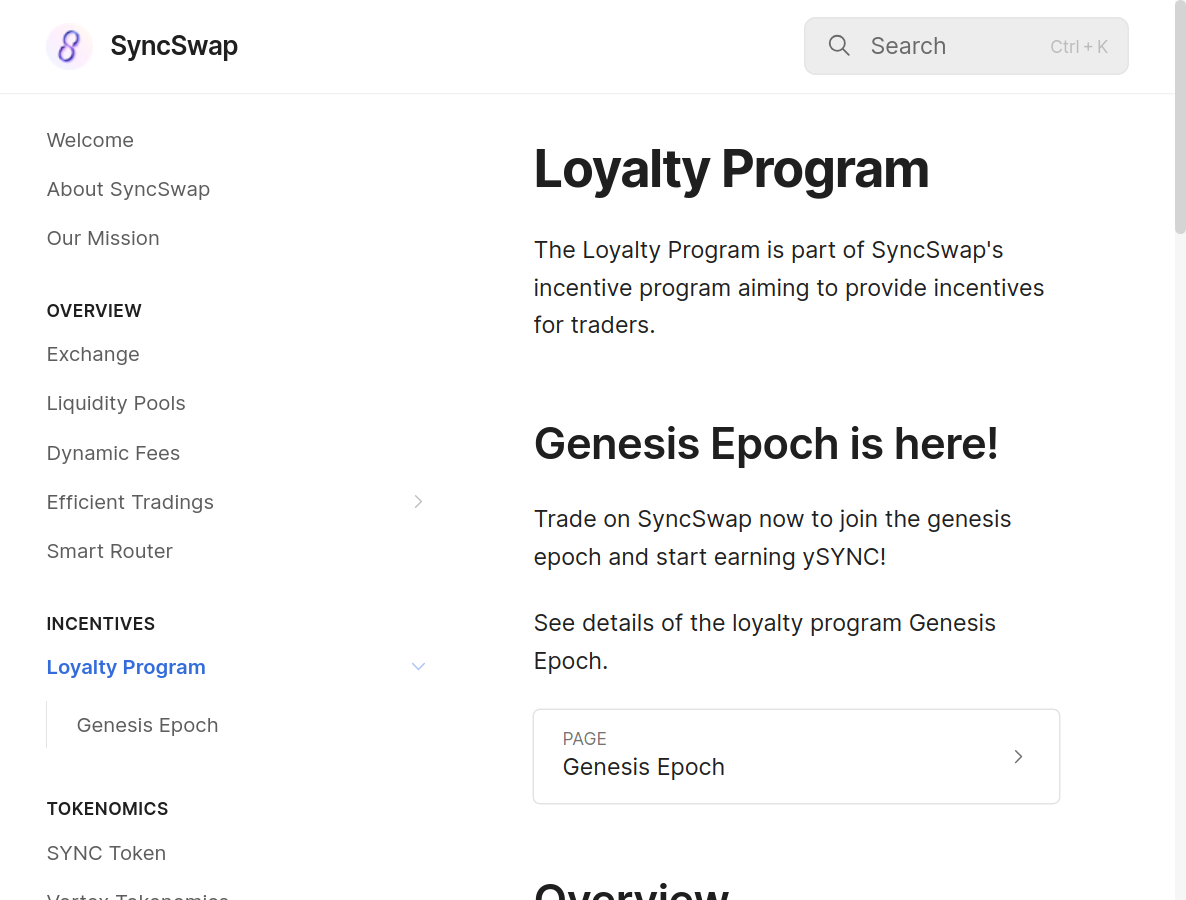 SyncSwap
Search
Ctrl + K
Welcome
About SyncSwap
Our Mission
OVERVIEW
Exchange
Liquidity Pools
Dynamic Fees
Efficient Tradings
Smart Router
INCENTIVES
Loyalty Program
Genesis Epoch
TOKENOMICS
SYNC Token
Vertex Tokenomics
Loyalty Program
The Loyalty Program is part of SyncSwap's
incentive program aiming to provide incentives
for traders.
Genesis Epoch is here!
Trade on SyncSwap now to join the genesis
epoch and start earning ySYNC!
See details of the loyalty program Genesis
Epoch.
PAGE
Genesis Epoch
Overview